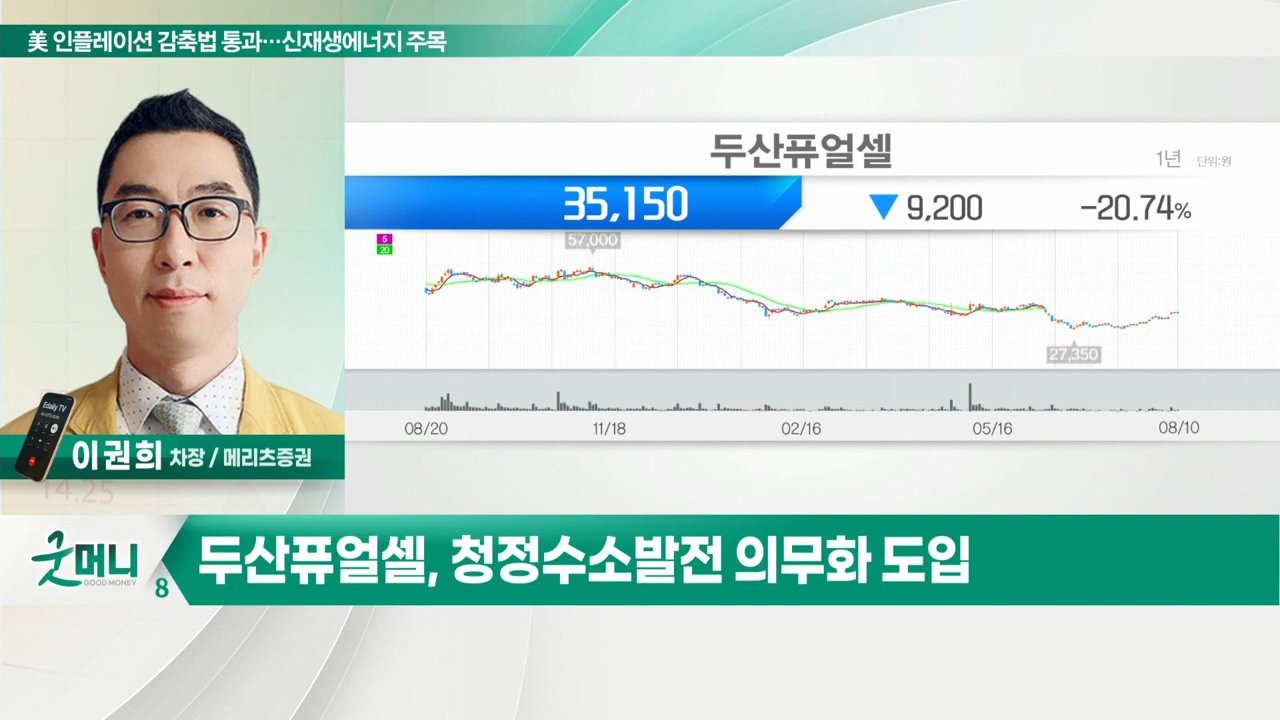 美 인플레이션 감축법 통과…신재생에너지 주목
두산퓨얼셀
1년 단위:원
35,150 ▼ 9,200 -20.74%
5
20
57,000
27,350
08/20 11/18 02/16 05/16 08/10
Edaily TV
이권희 차장 / 메리츠증권
14.25
굿머니
GOOD MONEY
8
두산퓨얼셀, 청정수소발전 의무화 도입